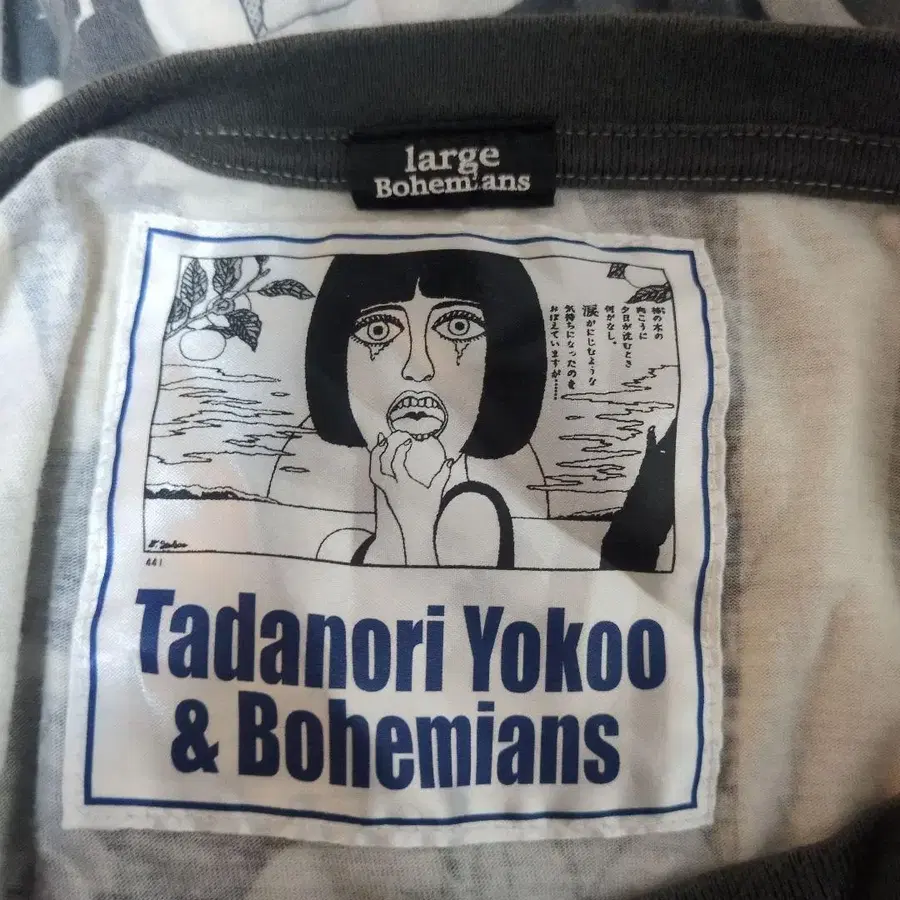 large
Bohemians
柿の木の
向こうに
夕日が沈むとき
何がなし、
涙がにじむような
気持ちになったのを
おぼえていますが……
441
Tadanori Yokoo
& Bohemians